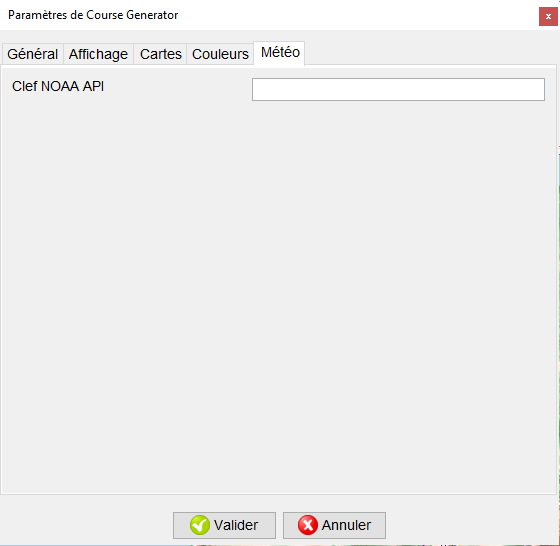 Paramètres de Course Generator
x
Général Affichage Cartes Couleurs Météo
Clef NOAA API
Valider Annuler